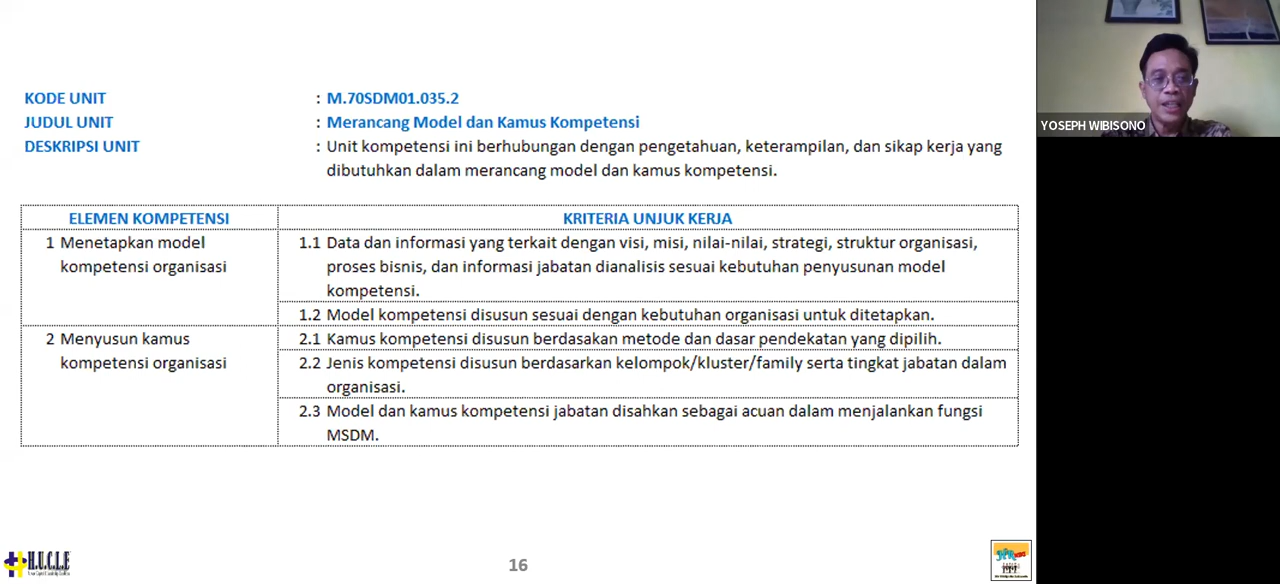 KODE UNIT : M.70SDM01.035.2
JUDUL UNIT : Merancang Model dan Kamus Kompetensi
DESKRIPSI UNIT : Unit kompetensi ini berhubungan dengan pengetahuan, keterampilan, dan sikap kerja yang
dibutuhkan dalam merancang model dan kamus kompetensi.
ELEMEN KOMPETENSI KRITERIA UNJUK KERJA
1 Menetapkan model
kompetensi organisasi
1.1 Data dan informasi yang terkait dengan visi, misi, nilai-nilai, strategi, struktur organisasi,
proses bisnis, dan informasi jabatan dianalisis sesuai kebutuhan penyusunan model
kompetensi.
1.2 Model kompetensi disusun sesuai dengan kebutuhan organisasi untuk ditetapkan.
2 Menyusun kamus
kompetensi organisasi
2.1 Kamus kompetensi disusun berdasakan metode dan dasar pendekatan yang dipilih.
2.2 Jenis kompetensi disusun berdasarkan kelompok/kluster/family serta tingkat jabatan dalam
organisasi.
2.3 Model dan kamus kompetensi jabatan disahkan sebagai acuan dalam menjalankan fungsi
MSDM.
H.U.C.L.E
16
YOSEPH WIBISONO